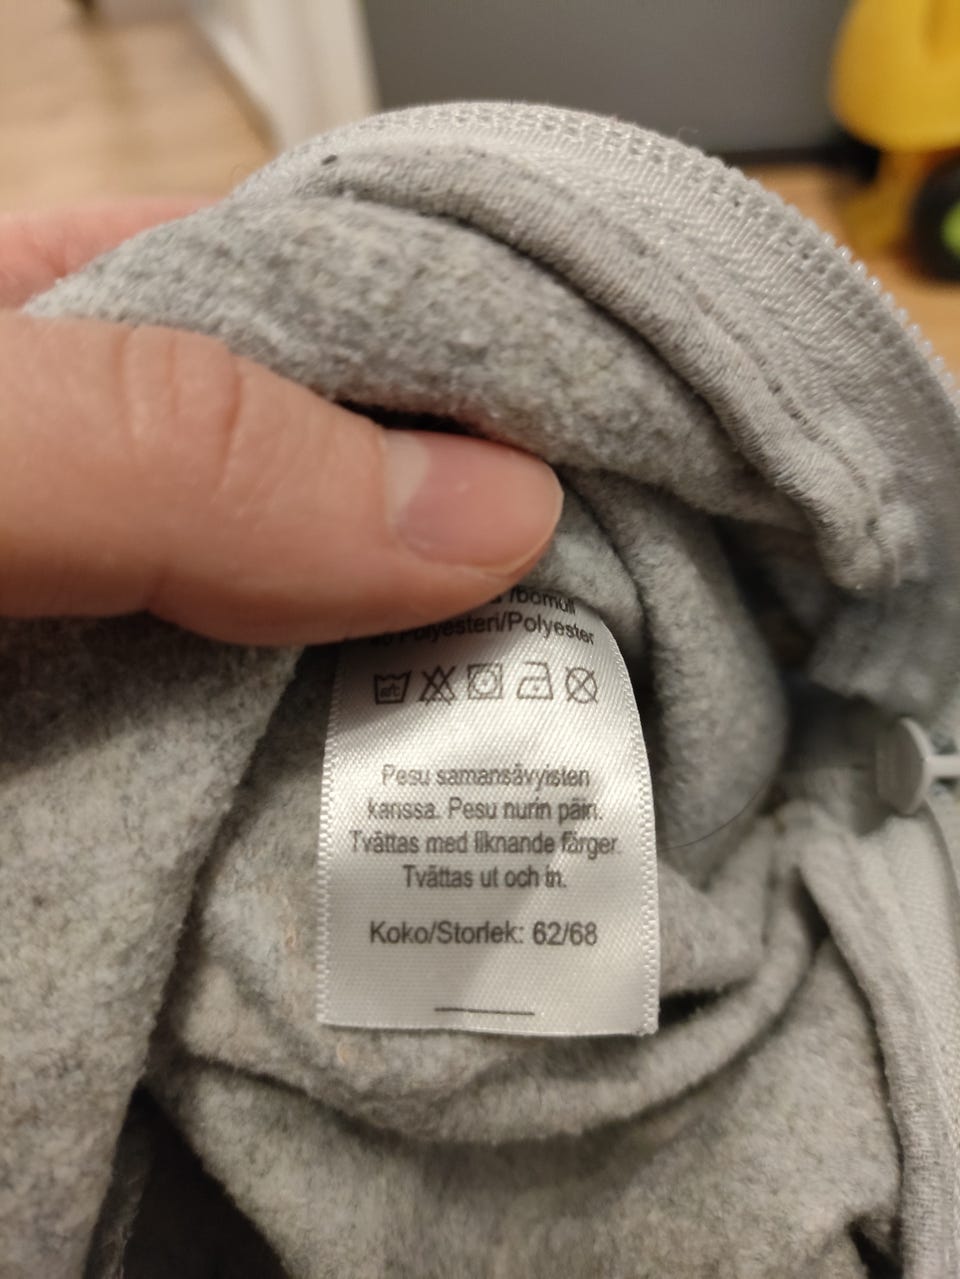 /bomull
Polyesteri/Polyester
Pesu samansävyisten
kanssa. Pesu nurin päin.
Tvättas med liknande färger.
Tvättas ut och in.
Koko/Storlek: 62/68